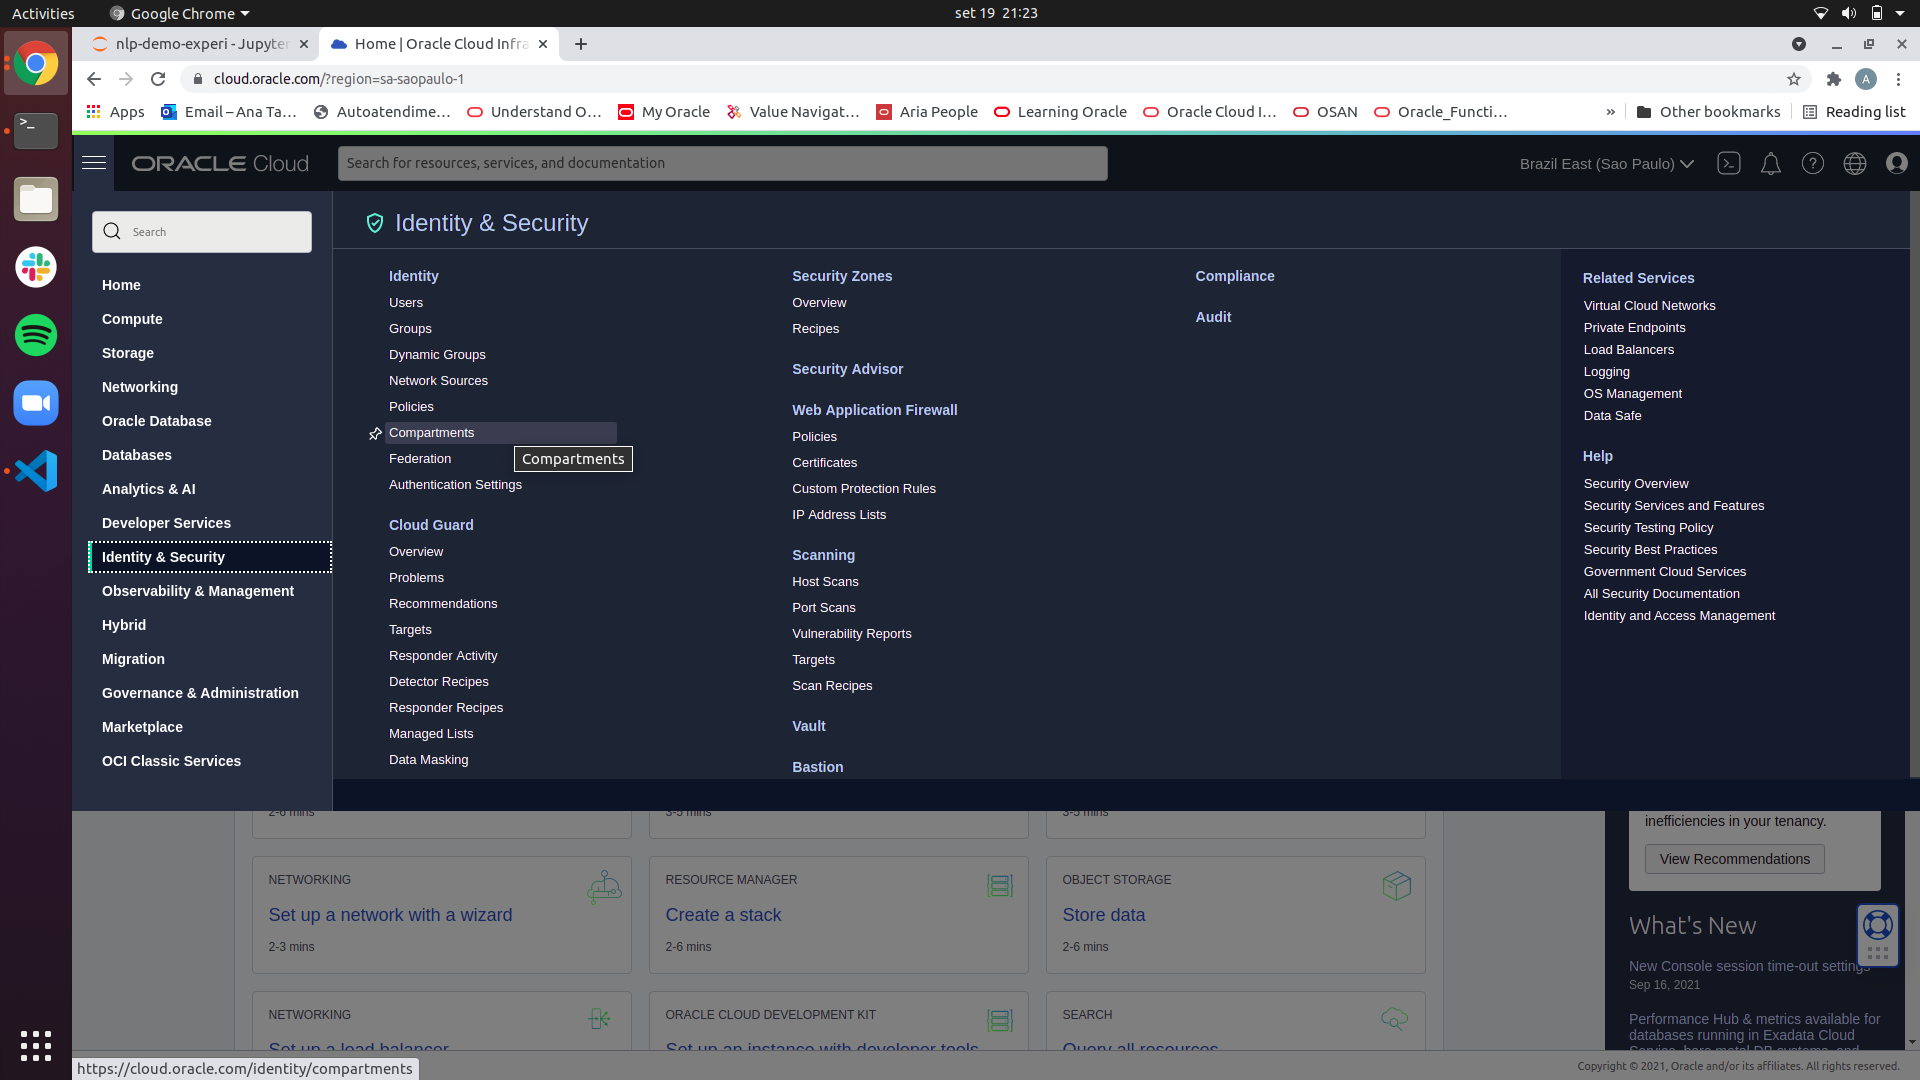 Activities
Google Chrome
set 19 21:23
nlp-demo-experi - Jupyter
Home | Oracle Cloud Infra
cloud.oracle.com/?region=sa-saopaulo-1
A
Apps
Email – Ana Ta…
Autoatendime…
Understand O…
My Oracle
Value Navigat…
Aria People
Learning Oracle
Oracle Cloud I…
OSAN
Oracle_Functi…
»
Other bookmarks
Reading list
ORACLE Cloud
Search for resources, services, and documentation
Brazil East (Sao Paulo)
Search
Home
Compute
Storage
Networking
Oracle Database
Databases
Analytics & AI
Developer Services
Identity & Security
Observability & Management
Hybrid
Migration
Governance & Administration
Marketplace
OCI Classic Services
Identity & Security
Identity
Users
Groups
Dynamic Groups
Network Sources
Policies
Compartments
Federation
Compartments
Authentication Settings
Cloud Guard
Overview
Problems
Recommendations
Targets
Responder Activity
Detector Recipes
Responder Recipes
Managed Lists
Data Masking
Security Zones
Overview
Recipes
Security Advisor
Web Application Firewall
Policies
Certificates
Custom Protection Rules
IP Address Lists
Scanning
Host Scans
Port Scans
Vulnerability Reports
Targets
Scan Recipes
Vault
Bastion
Compliance
Audit
Related Services
Virtual Cloud Networks
Private Endpoints
Load Balancers
Logging
OS Management
Data Safe
Help
Security Overview
Security Services and Features
Security Testing Policy
Security Best Practices
Government Cloud Services
All Security Documentation
Identity and Access Management
2-6 mins
3-5 mins
3-5 mins
NETWORKING
Set up a network with a wizard
2-3 mins
RESOURCE MANAGER
Create a stack
2-6 mins
OBJECT STORAGE
Store data
2-6 mins
NETWORKING
Set up a load balancer
ORACLE CLOUD DEVELOPMENT KIT
Set up an instance with developer tools
SEARCH
Query all resources
inefficiencies in your tenancy.
View Recommendations
What's New
New Console session time-out settings
Sep 16, 2021
Performance Hub & metrics available for
databases running in Exadata Cloud
Service, bare metal DB systems, and
https://cloud.oracle.com/identity/compartments
Copyright © 2021, Oracle and/or its affiliates. All rights reserved.